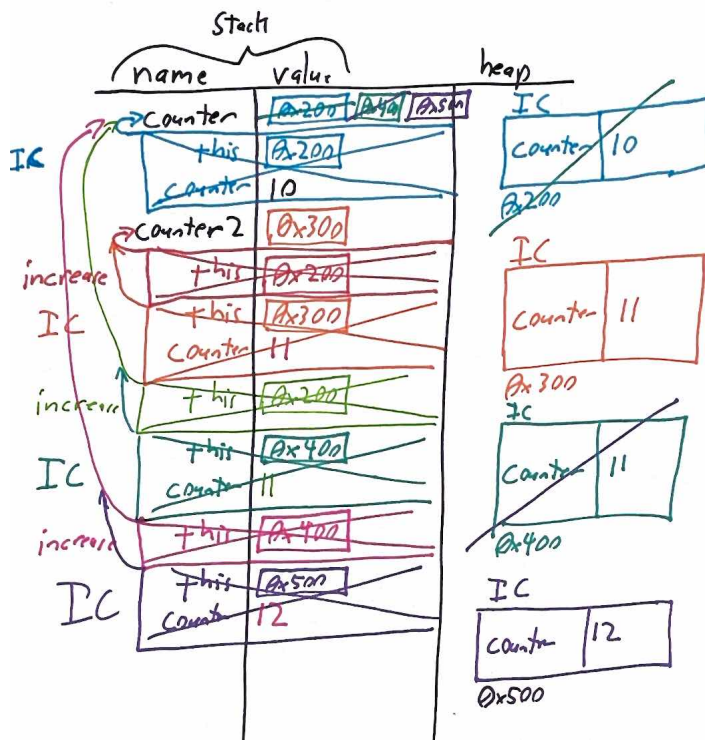 Stack
name value heap
Counter 0x200 0x400 0x500
IC
this 0x200
Counter 10
IC
Counter 10
0x200
Counter 2 0x300
increase this 0x200
IC this 0x300
Counter 11
IC
Counter 11
0x300
increase this 0x200
IC this 0x400
Counter 11
IC
Counter 11
0x400
increase this 0x400
IC this 0x500
Counter 12
IC
Counter 12
0x500